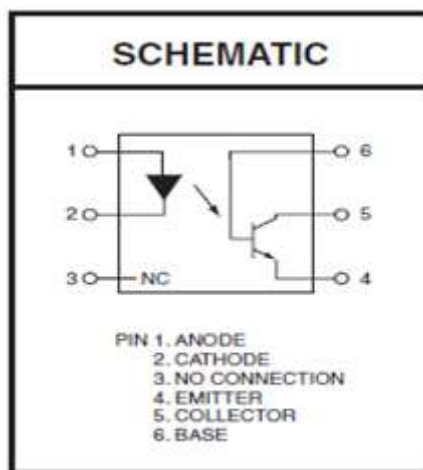 SCHEMATIC
1 6
2 5
3 NC 4
PIN 1. ANODE
2. CATHODE
3. NO CONNECTION
4. EMITTER
5. COLLECTOR
6. BASE